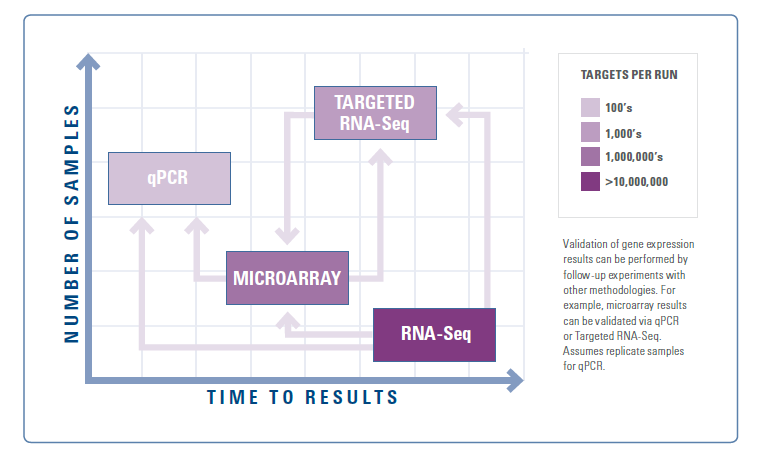 NUMBER OF SAMPLES
TARGETED
RNA-Seq
qPCR
MICROARRAY
RNA-Seq
TIME TO RESULTS
TARGETS PER RUN
100's
1,000's
1,000,000's
>10,000,000
Validation of gene expression
results can be performed by
follow-up experiments with
other methodologies. For
example, microarray results
can be validated via qPCR
or Targeted RNA-Seq.
Assumes replicate samples
for qPCR.